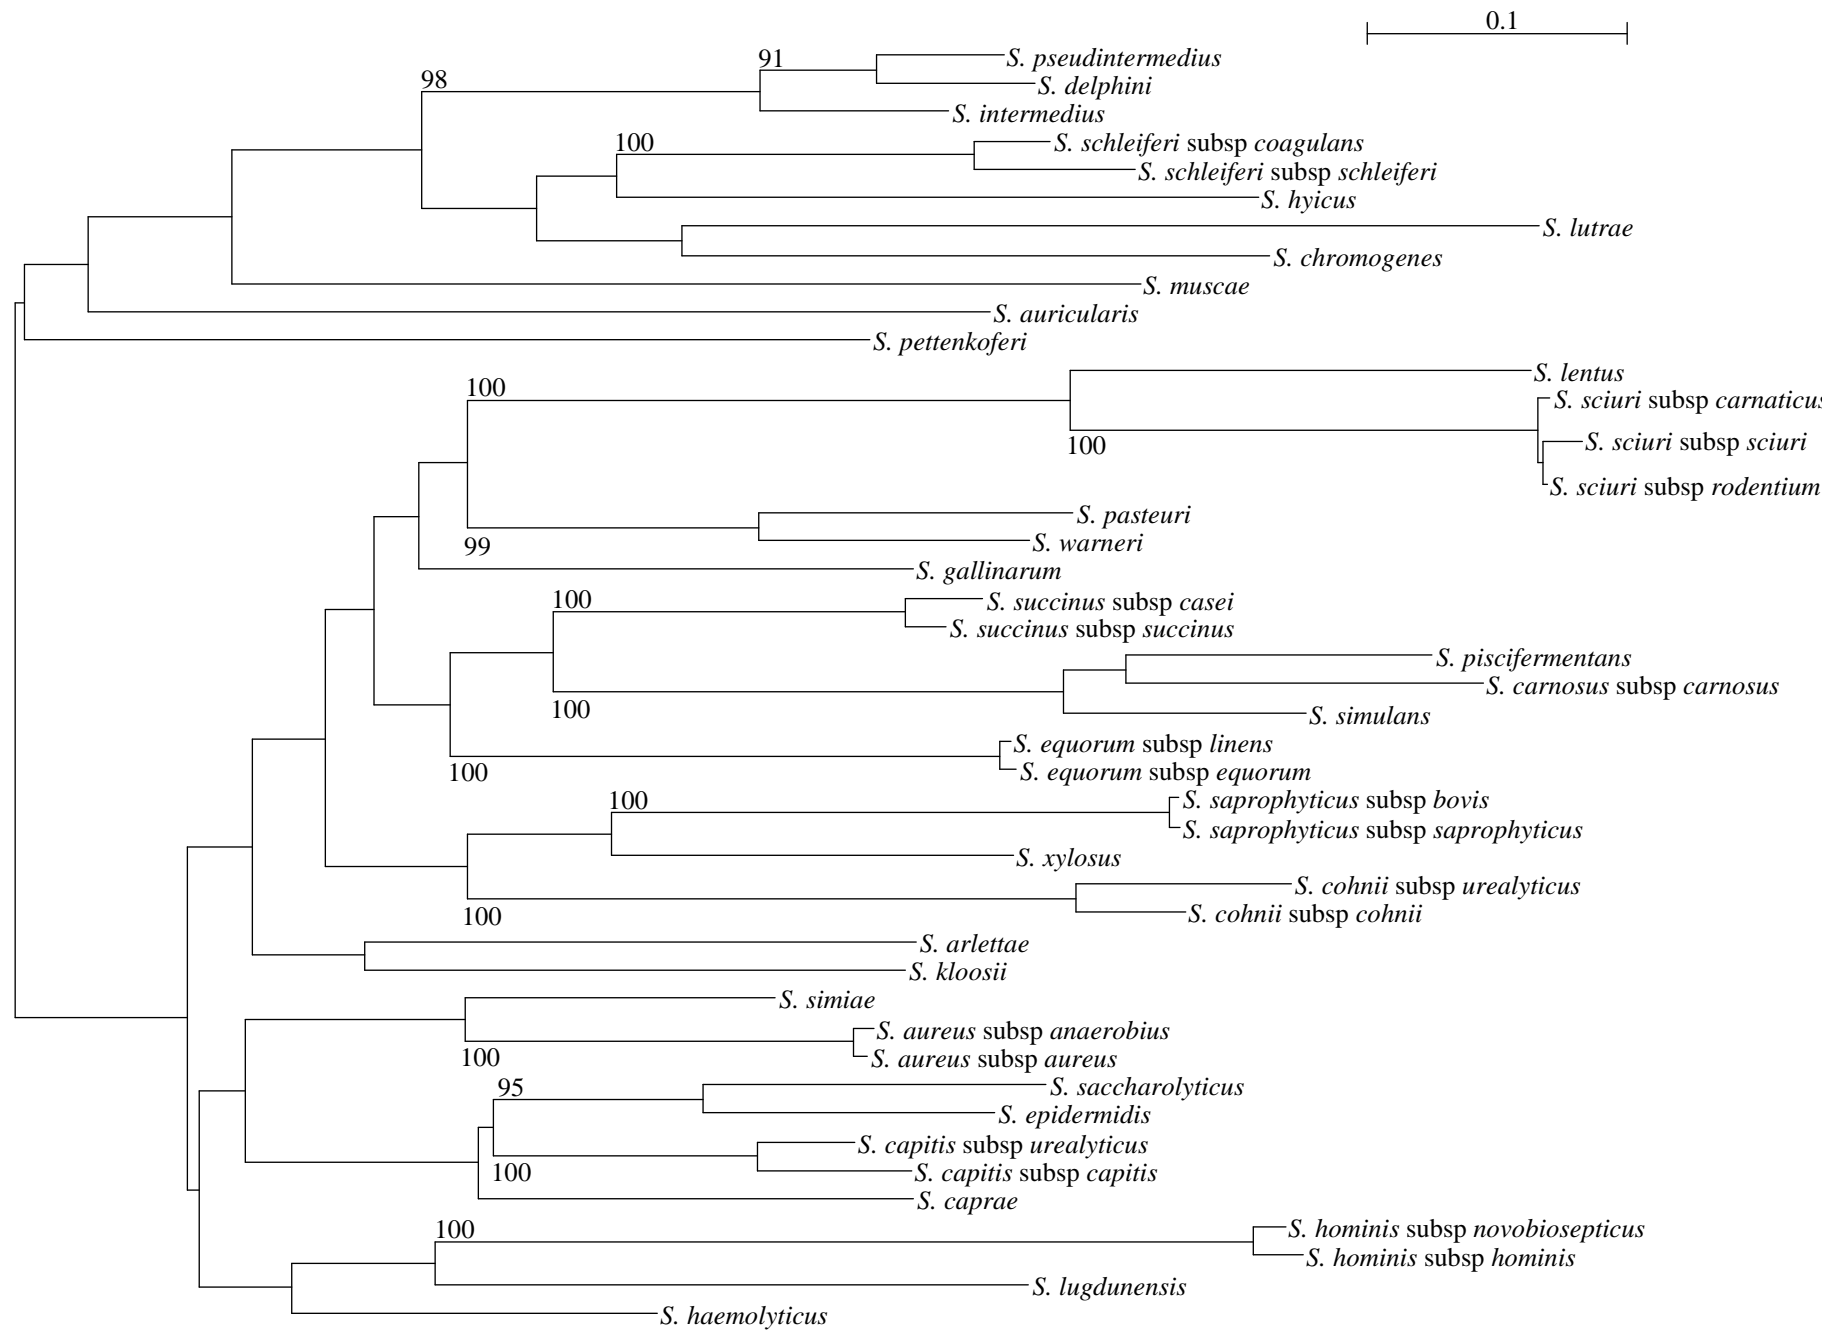 0.1
91
S. pseudintermedius
98
S. delphini
S. intermedius
100
S. schleiferi subsp coagulans
S. schleiferi subsp schleiferi
S. hyicus
S. lutrae
S. chromogenes
S. muscae
S. auricularis
S. pettenkoferi
S. lentus
100
S. sciuri subsp carnaticus
100
S. sciuri subsp sciuri
S. sciuri subsp rodentium
S. pasteuri
99
S. warneri
S. gallinarum
100
S. succinus subsp casei
S. succinus subsp succinus
S. piscifermentans
S. carnosus subsp carnosus
100
S. simulans
S. equorum subsp linens
100
S. equorum subsp equorum
100
S. saprophyticus subsp bovis
S. saprophyticus subsp saprophyticus
S. xylosus
S. cohnii subsp urealyticus
100
S. cohnii subsp cohnii
S. arlettae
S. kloosii
S. simiae
S. aureus subsp anaerobius
100
S. aureus subsp aureus
95
S. saccharolyticus
S. epidermidis
S. capitis subsp urealyticus
100
S. capitis subsp capitis
S. caprae
100
S. hominis subsp novobiosepticus
S. hominis subsp hominis
S. lugdunensis
S. haemolyticus